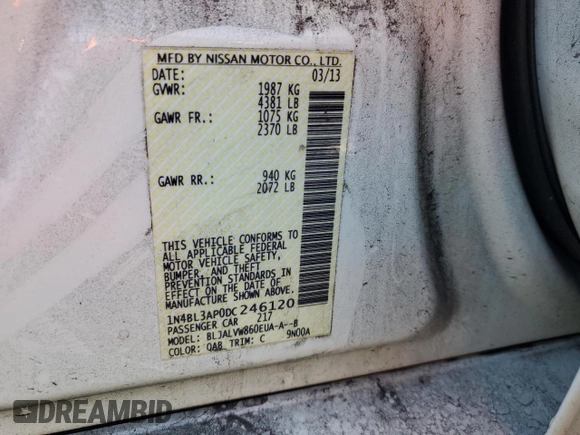 MFD BY NISSAN MOTOR CO., LTD.
DATE: 03/13
GVWR: 1987 KG
4381 LB
GAWR FR.: 1075 KG
2370 LB
GAWR RR.: 940 KG
2072 LB
THIS VEHICLE CONFORMS TO
ALL APPLICABLE FEDERAL
MOTOR VEHICLE SAFETY,
BUMPER, AND THEFT
PREVENTION STANDARDS IN
EFFECT ON THE DATE OF
MANUFACTURE SHOWN ABOVE.
1N4BL3AP0DC246120
PASSENGER CAR 217
MODEL: BLJALVW860EUA-A--B
COLOR: QAB TRIM: C 9N00A
DREAMBID